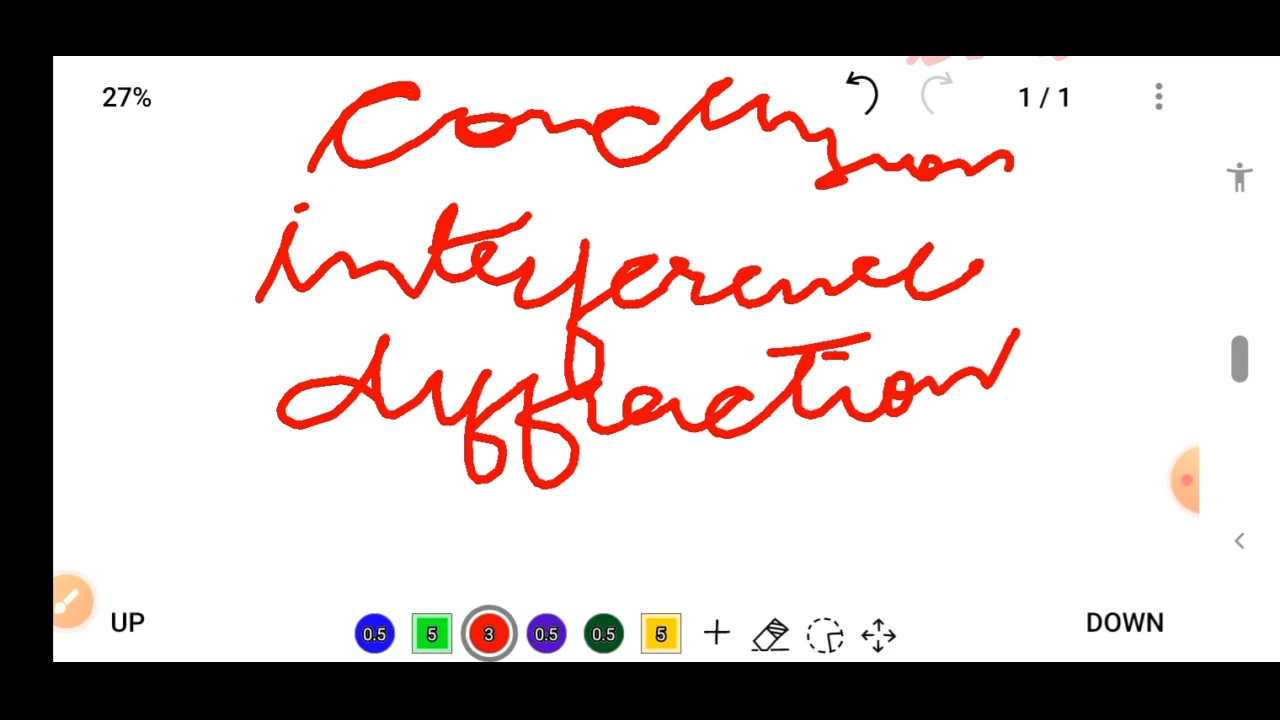 27%
1 / 1
Conclusion
interference
diffraction
UP
0.5
5
3
0.5
0.5
5
DOWN